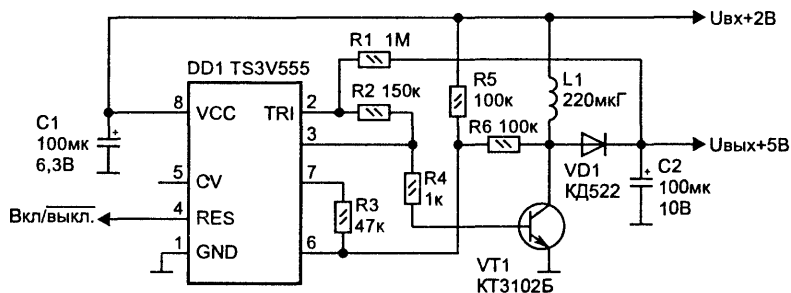 Uвх+2В
R1 1М
DD1 TS3V555
R2 150к
R5
100к
L1
220мкГ
8
VCC
TRI
2
C1
100мк
6,3В
3
R6 100к
Uвых+5В
VD1
КД522
C2
100мк
10В
5
CV
7
R4
1к
Вкл/выкл.
4
RES
R3
47к
1
GND
6
VT1
КТ3102Б